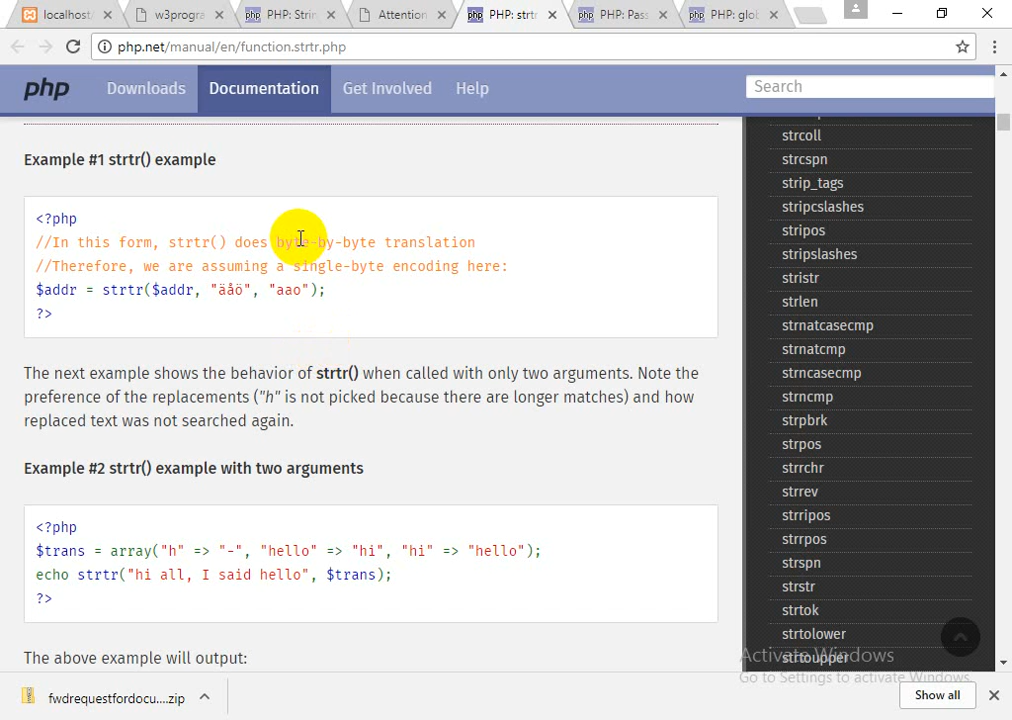 localhost/
w3progra
PHP: Strin
Attention
PHP: strtr
PHP: Pass
PHP: glob
php.net/manual/en/function.strtr.php
php Downloads Documentation Get Involved Help Search
Example #1 strtr() example
<?php
//In this form, strtr() does byte-by-byte translation
//Therefore, we are assuming a single-byte encoding here:
$addr = strtr($addr, "äåö", "aao");
?>
The next example shows the behavior of strtr() when called with only two arguments. Note the
preference of the replacements ("h" is not picked because there are longer matches) and how
replaced text was not searched again.
Example #2 strtr() example with two arguments
<?php
$trans = array("h" => "-", "hello" => "hi", "hi" => "hello");
echo strtr("hi all, I said hello", $trans);
?>
The above example will output:
strcoll
strcspn
strip_tags
stripcslashes
stripos
stripslashes
stristr
strlen
strnatcasecmp
strnatcmp
strncasecmp
strncmp
strpbrk
strpos
strrchr
strrev
strripos
strrpos
strspn
strstr
strtok
strtolower
strtoupper
Activate Windows
Go to Settings to activate Windows.
fwdrequestfordocu....zip
Show all